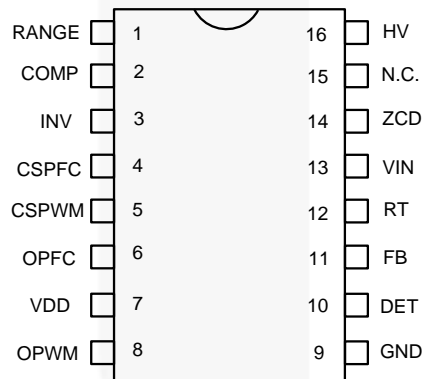 RANGE 1 16 HV
COMP 2 15 N.C.
INV 3 14 ZCD
CSPFC 4 13 VIN
CSPWM 5 12 RT
OPFC 6 11 FB
VDD 7 10 DET
OPWM 8 9 GND